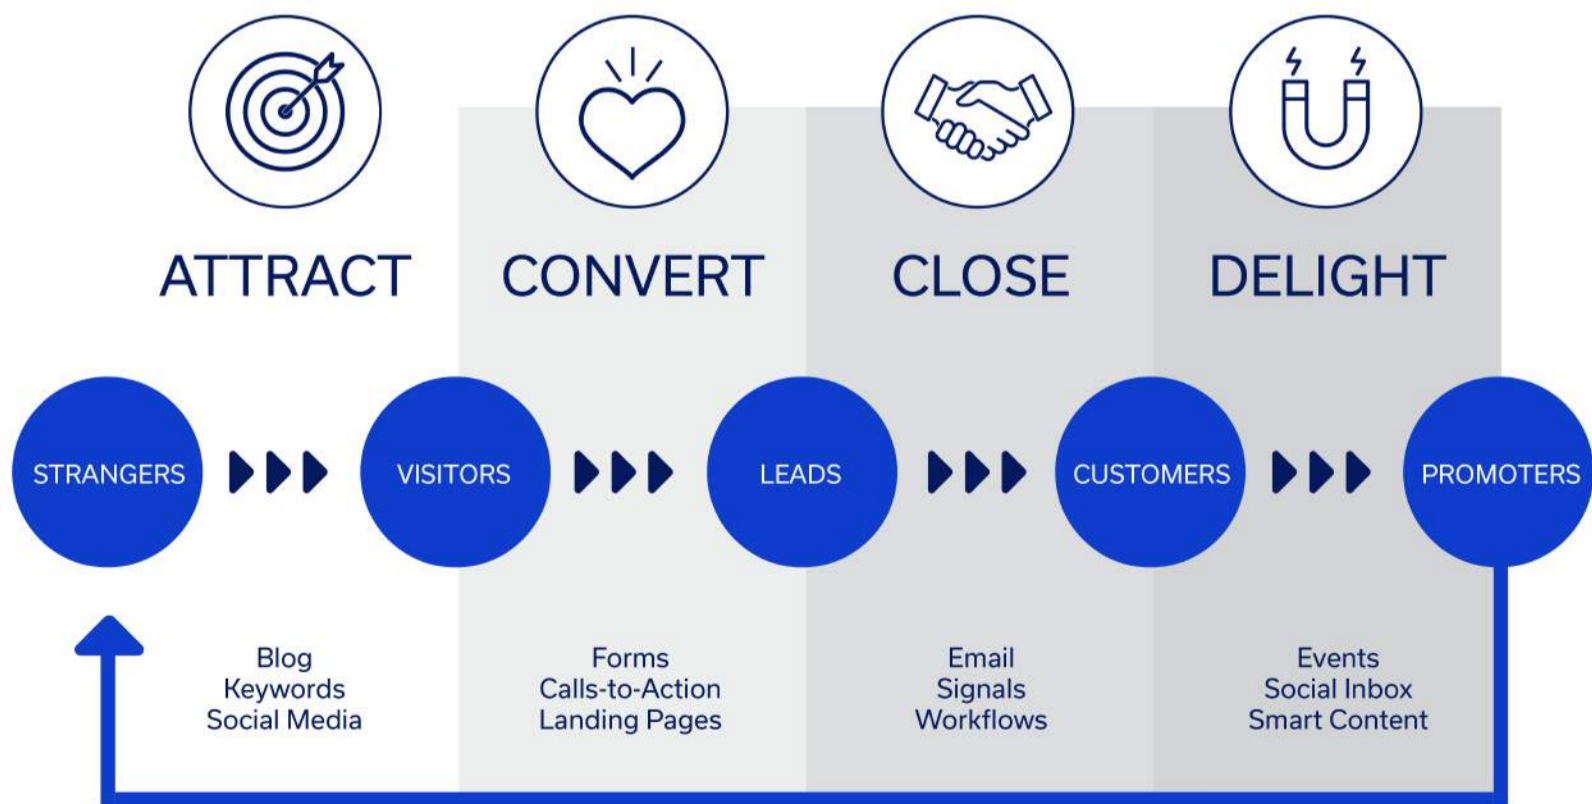 ATTRACT
CONVERT
CLOSE
DELIGHT
STRANGERS
VISITORS
LEADS
CUSTOMERS
PROMOTERS
Blog
Keywords
Social Media
Forms
Calls-to-Action
Landing Pages
Email
Signals
Workflows
Events
Social Inbox
Smart Content